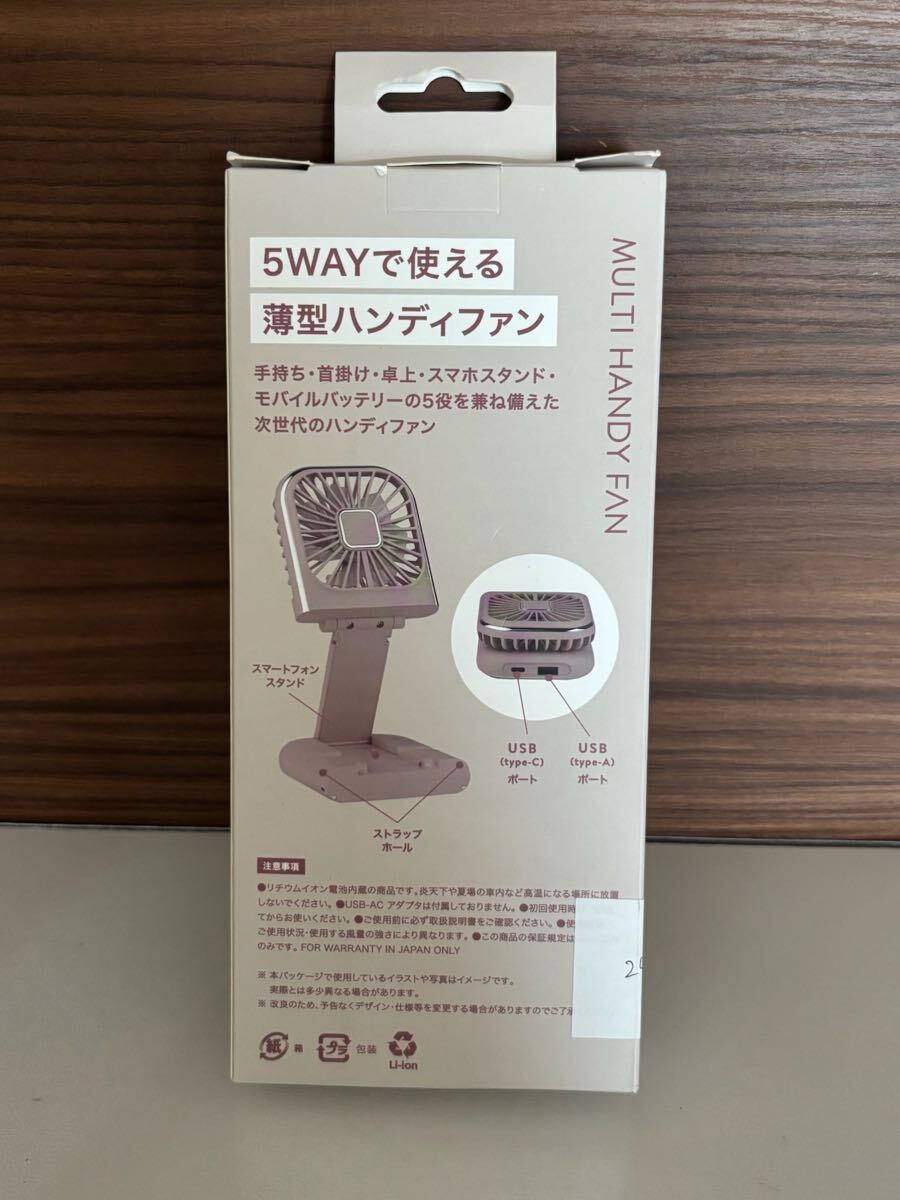 5WAYで使える
薄型ハンディファン
MULTI HANDY FAN
手持ち・首掛け・卓上・スマホスタンド・
モバイルバッテリーの5役を兼ね備えた
次世代のハンディファン
スマートフォン
スタンド
USB
(type-C)
ポート
USB
(type-A)
ポート
ストラップ
ホール
注意事項
●リチウムイオン電池内蔵の商品です。炎天下や夏場の車内など高温になる場所に放置
しないでください。●USB-AC アダプタは付属しておりません。●初回使用時
てからお使いください。●ご使用前に必ず取扱説明書をご確認ください。●使
ご使用状況・使用する風量の強さにより異なります。●この商品の保証規定は
のみです。FOR WARRANTY IN JAPAN ONLY
※ 本パッケージで使用しているイラストや写真はイメージです。
実際とは多少異なる場合があります。
※ 改良のため、予告なくデザイン・仕様等を変更する場合がありますのでご了
紙 箱
プラ 包装
Li-ion